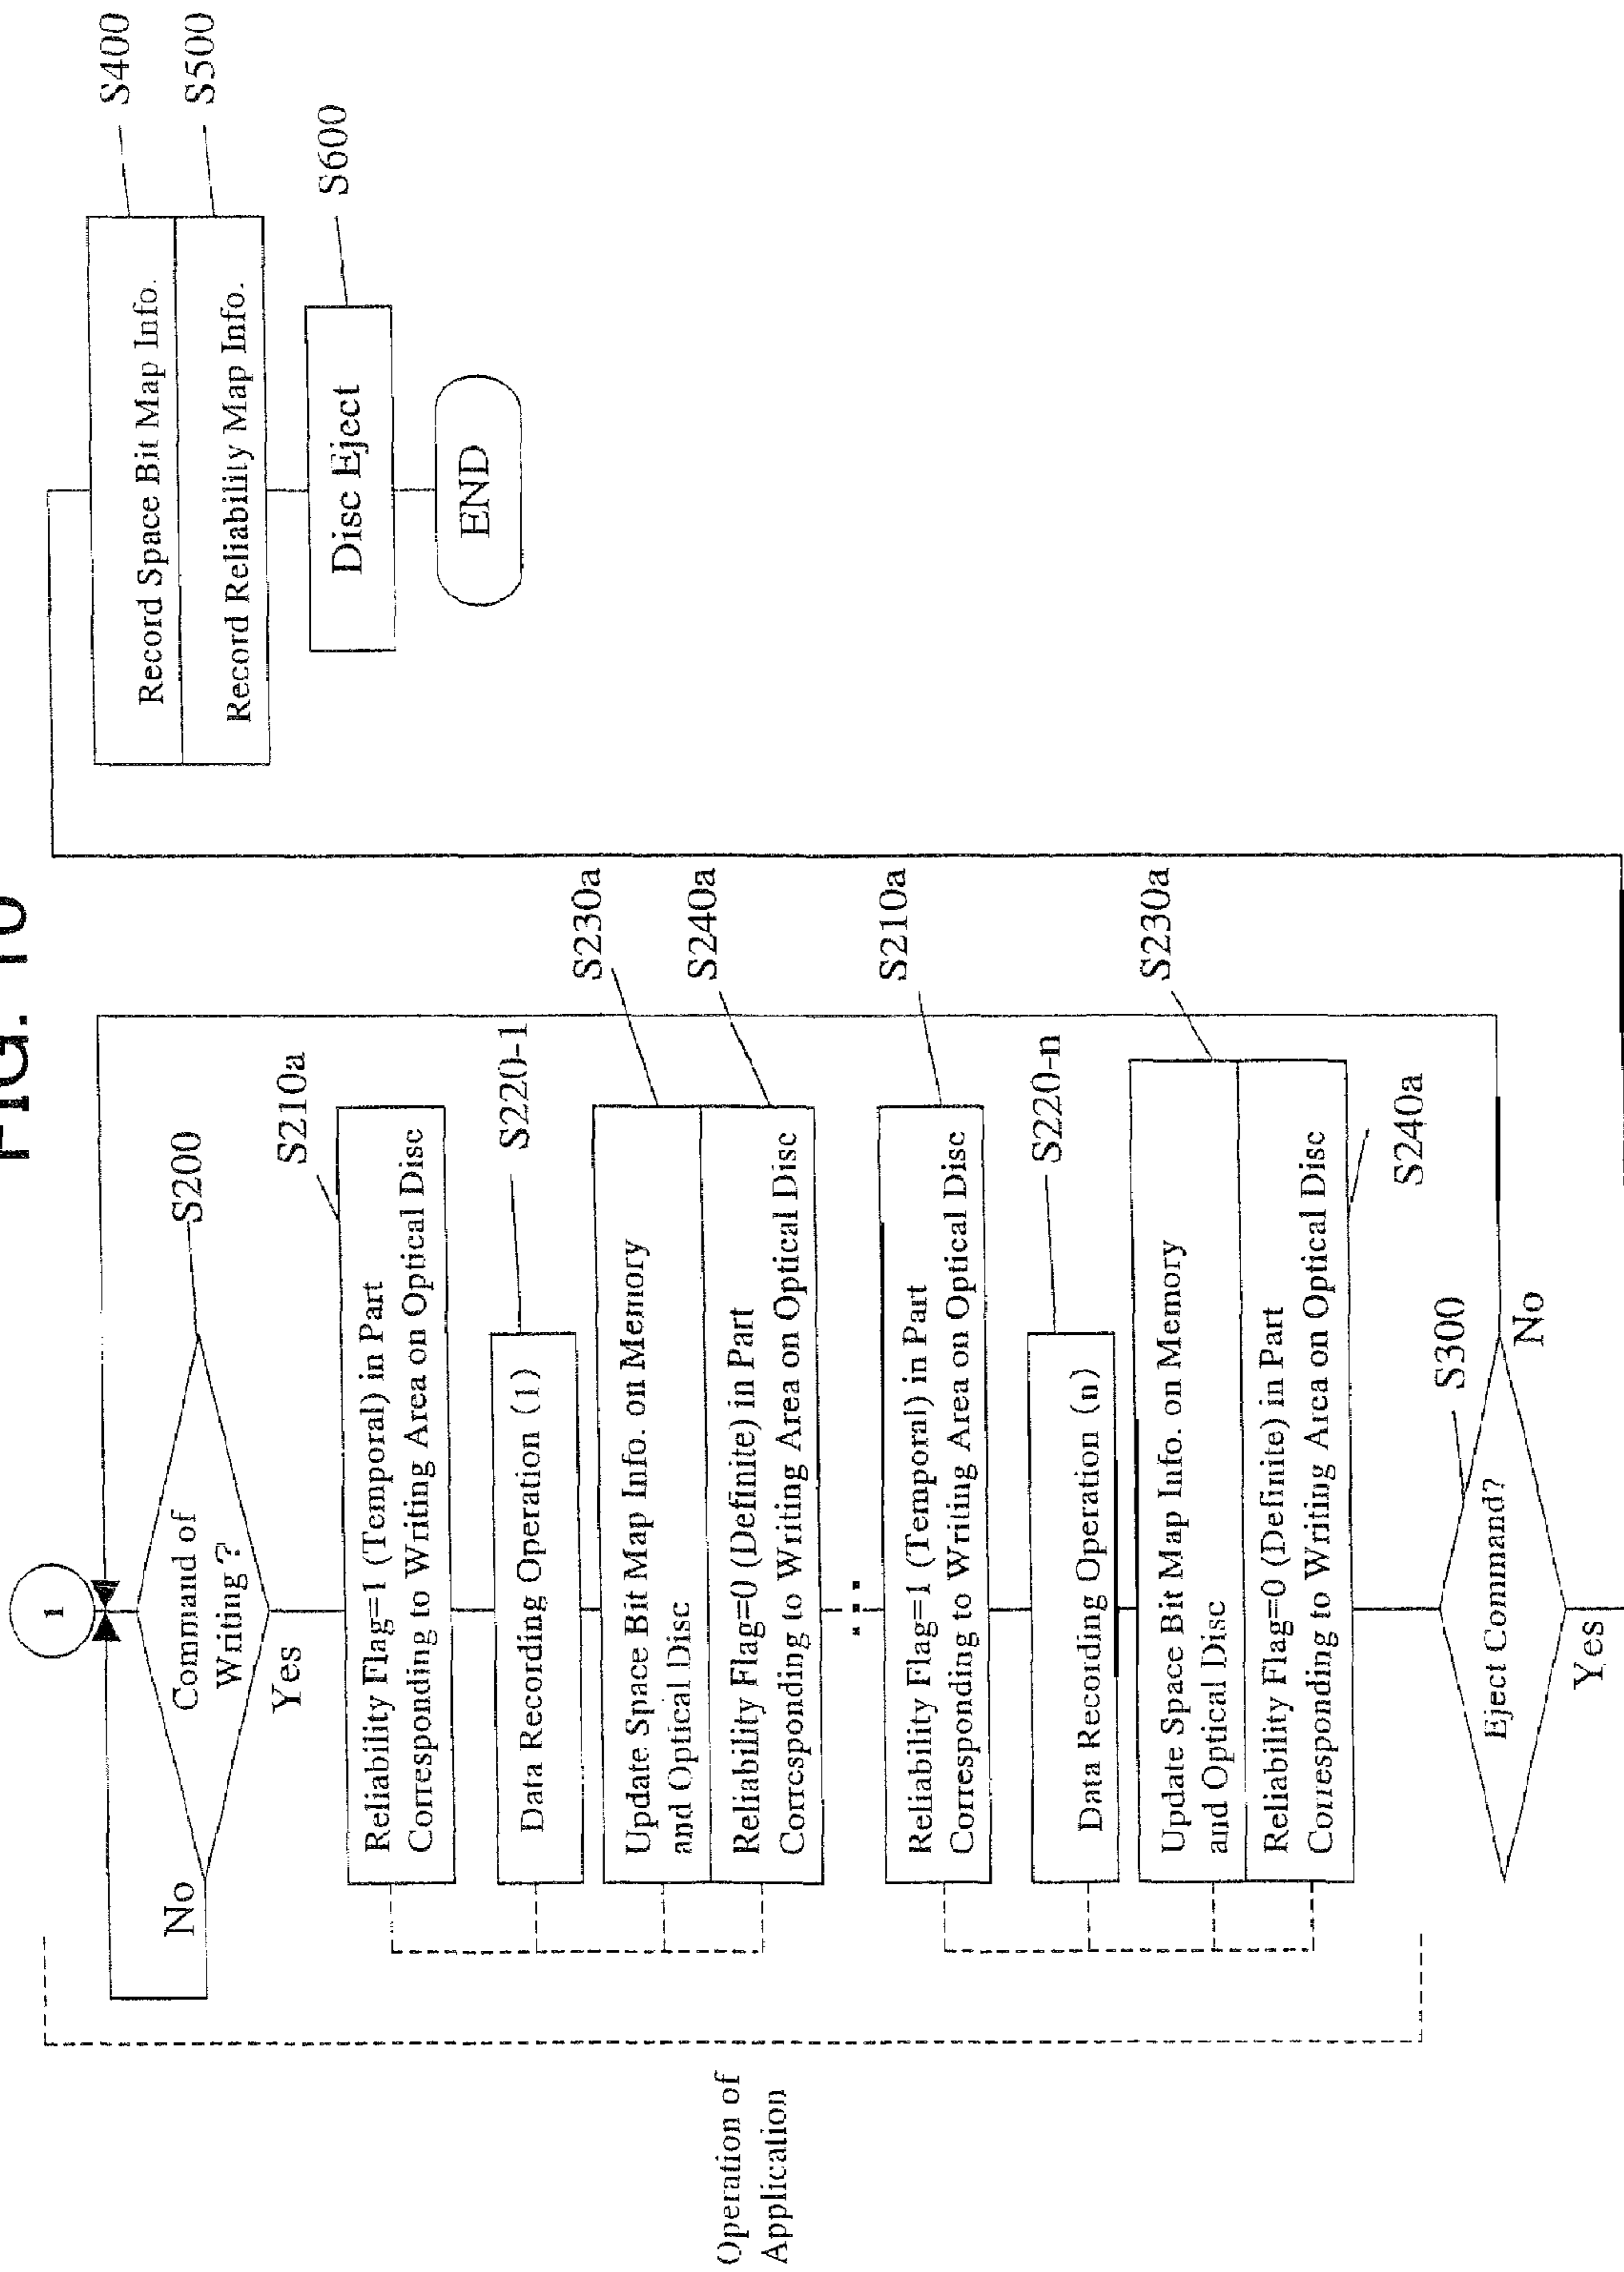 FIG. 10
1
Command of
Writing ?
S200
No
Yes
Reliability Flag=1 (Temporal) in Part
Corresponding to Writing Area on Optical Disc
S210a
Data Recording Operation (1)
S220-1
Update Space Bit Map Info. on Memory
and Optical Disc
S230a
Reliability Flag=0 (Definite) in Part
Corresponding to Writing Area on Optical Disc
S240a
Reliability Flag=1 (Temporal) in Part
Corresponding to Writing Area on Optical Disc
S210a
Data Recording Operation (n)
S220-n
Update Space Bit Map Info. on Memory
and Optical Disc
S230a
Reliability Flag=0 (Definite) in Part
Corresponding to Writing Area on Optical Disc
S240a
Eject Command?
S300
No
Yes
Operation of
Application
Record Space Bit Map Info.
S400
Record Reliability Map Info.
S500
Disc Eject
S600
END